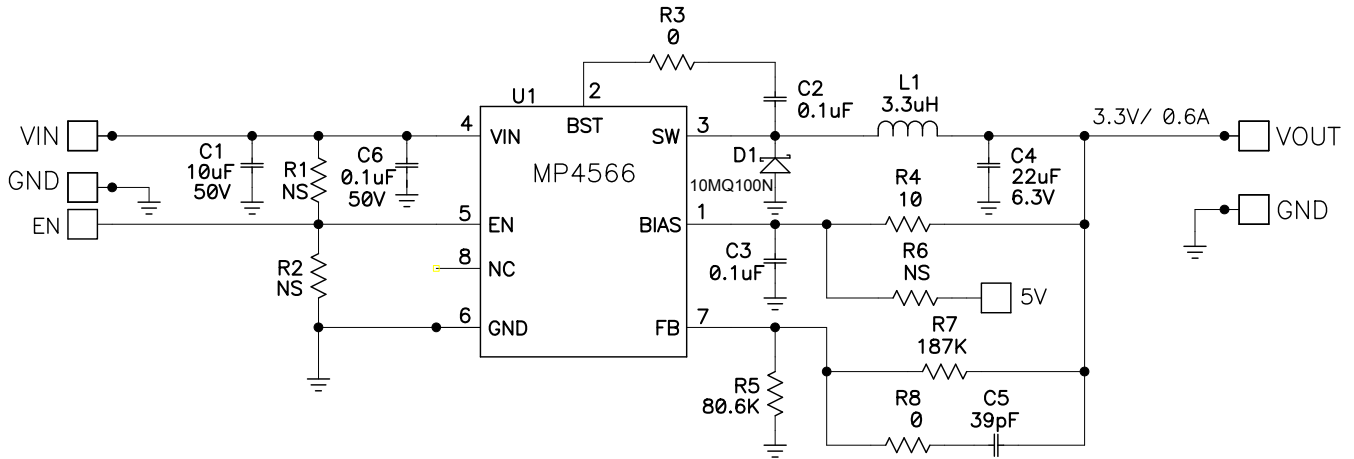 R3
0
U1
2
C2
0.1uF
L1
3.3uH
3.3V/ 0.6A
VIN
4
VIN
BST
SW
3
VOUT
C1
10uF
50V
R1
NS
C6
0.1uF
50V
MP4566
D1
10MQ100N
C4
22uF
6.3V
GND
R4
10
GND
EN
5
EN
BIAS
1
R2
NS
8
NC
C3
0.1uF
R6
NS
5V
6
GND
FB
7
R7
187K
R5
80.6K
R8
0
C5
39pF